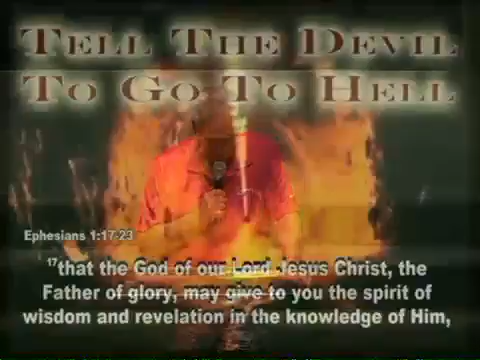 TELL THE DEVIL
TO GO TO HELL
Ephesians 1:17-23
17that the God of our Lord Jesus Christ, the
Father of glory, may give to you the spirit of
wisdom and revelation in the knowledge of Him,